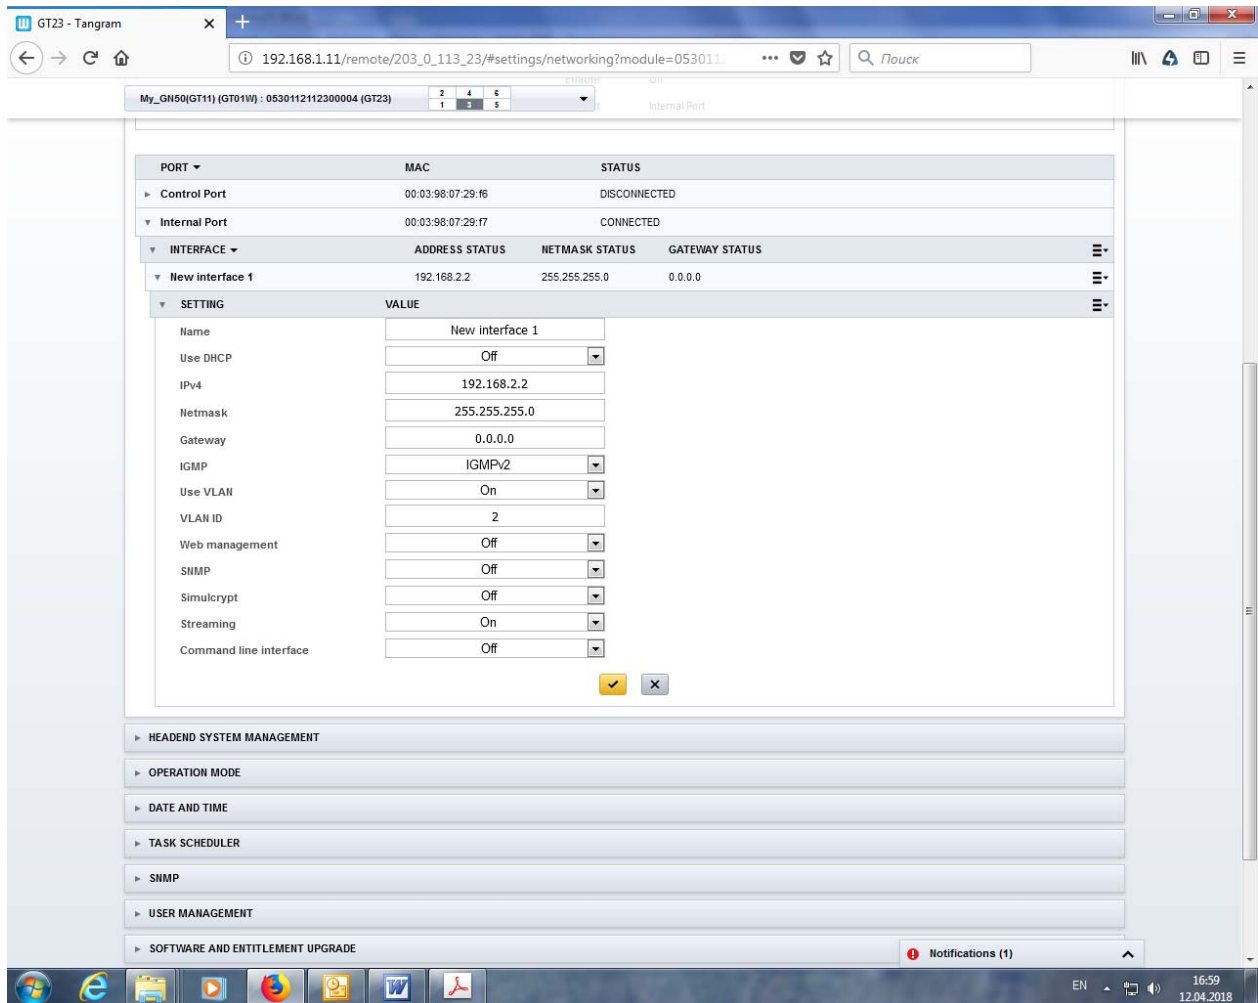 GT23 - Tangram
192.168.1.11/remote/203_0_113_23/#settings/networking?module=05301
Поиск
Enable Off
My_GN50(GT11) (GT01W) : 0530112112300004 (GT23) 2 4 6
1 3 5
Internal Port
PORT MAC STATUS
Control Port 00:03:98:07:29:f6 DISCONNECTED
Internal Port 00:03:98:07:29:f7 CONNECTED
INTERFACE ADDRESS STATUS NETMASK STATUS GATEWAY STATUS
New interface 1 192.168.2.2 255.255.255.0 0.0.0.0
SETTING VALUE
Name New interface 1
Use DHCP Off
IPv4 192.168.2.2
Netmask 255.255.255.0
Gateway 0.0.0.0
IGMP IGMPv2
Use VLAN On
VLAN ID 2
Web management Off
SNMP Off
Simulcrypt Off
Streaming On
Command line interface Off
HEADEND SYSTEM MANAGEMENT
OPERATION MODE
DATE AND TIME
TASK SCHEDULER
SNMP
USER MANAGEMENT
SOFTWARE AND ENTITLEMENT UPGRADE
Notifications (1)
EN 16:59
12.04.2018